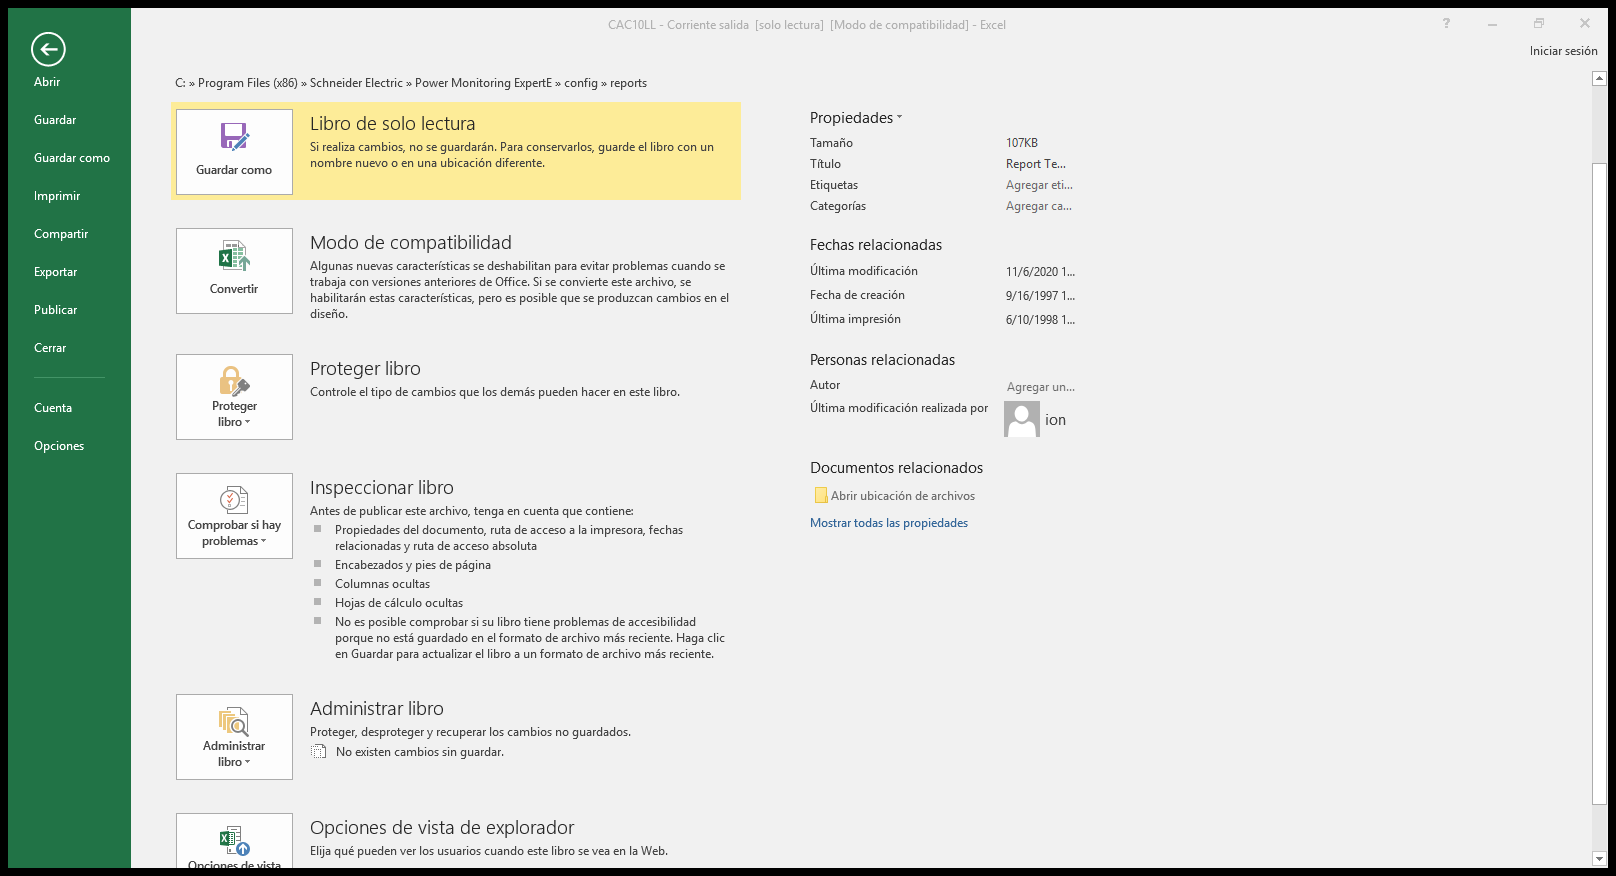 CAC10LL - Corriente salida  [solo lectura]  [Modo de compatibilidad] - Excel
?
Iniciar sesión
Abrir
Guardar
Guardar como
Imprimir
Compartir
Exportar
Publicar
Cerrar
Cuenta
Opciones
C: » Program Files (x86) » Schneider Electric » Power Monitoring ExpertE » config » reports
Guardar como
Libro de solo lectura
Si realiza cambios, no se guardarán. Para conservarlos, guarde el libro con un
nombre nuevo o en una ubicación diferente.
Convertir
Modo de compatibilidad
Algunas nuevas características se deshabilitan para evitar problemas cuando se
trabaja con versiones anteriores de Office. Si se convierte este archivo, se
habilitarán estas características, pero es posible que se produzcan cambios en el
diseño.
Proteger
libro
Proteger libro
Controle el tipo de cambios que los demás pueden hacer en este libro.
Comprobar si hay
problemas
Inspeccionar libro
Antes de publicar este archivo, tenga en cuenta que contiene:
Propiedades del documento, ruta de acceso a la impresora, fechas
relacionadas y ruta de acceso absoluta
Encabezados y pies de página
Columnas ocultas
Hojas de cálculo ocultas
No es posible comprobar si su libro tiene problemas de accesibilidad
porque no está guardado en el formato de archivo más reciente. Haga clic
en Guardar para actualizar el libro a un formato de archivo más reciente.
Administrar
libro
Administrar libro
Proteger, desproteger y recuperar los cambios no guardados.
No existen cambios sin guardar.
Opciones de vista
Opciones de vista de explorador
Elija qué pueden ver los usuarios cuando este libro se vea en la Web.
Propiedades
Tamaño 107KB
Título Report Te...
Etiquetas Agregar eti...
Categorías Agregar ca...
Fechas relacionadas
Última modificación 11/6/2020 1...
Fecha de creación 9/16/1997 1...
Última impresión 6/10/1998 1...
Personas relacionadas
Autor Agregar un...
Última modificación realizada por ion
Documentos relacionados
Abrir ubicación de archivos
Mostrar todas las propiedades